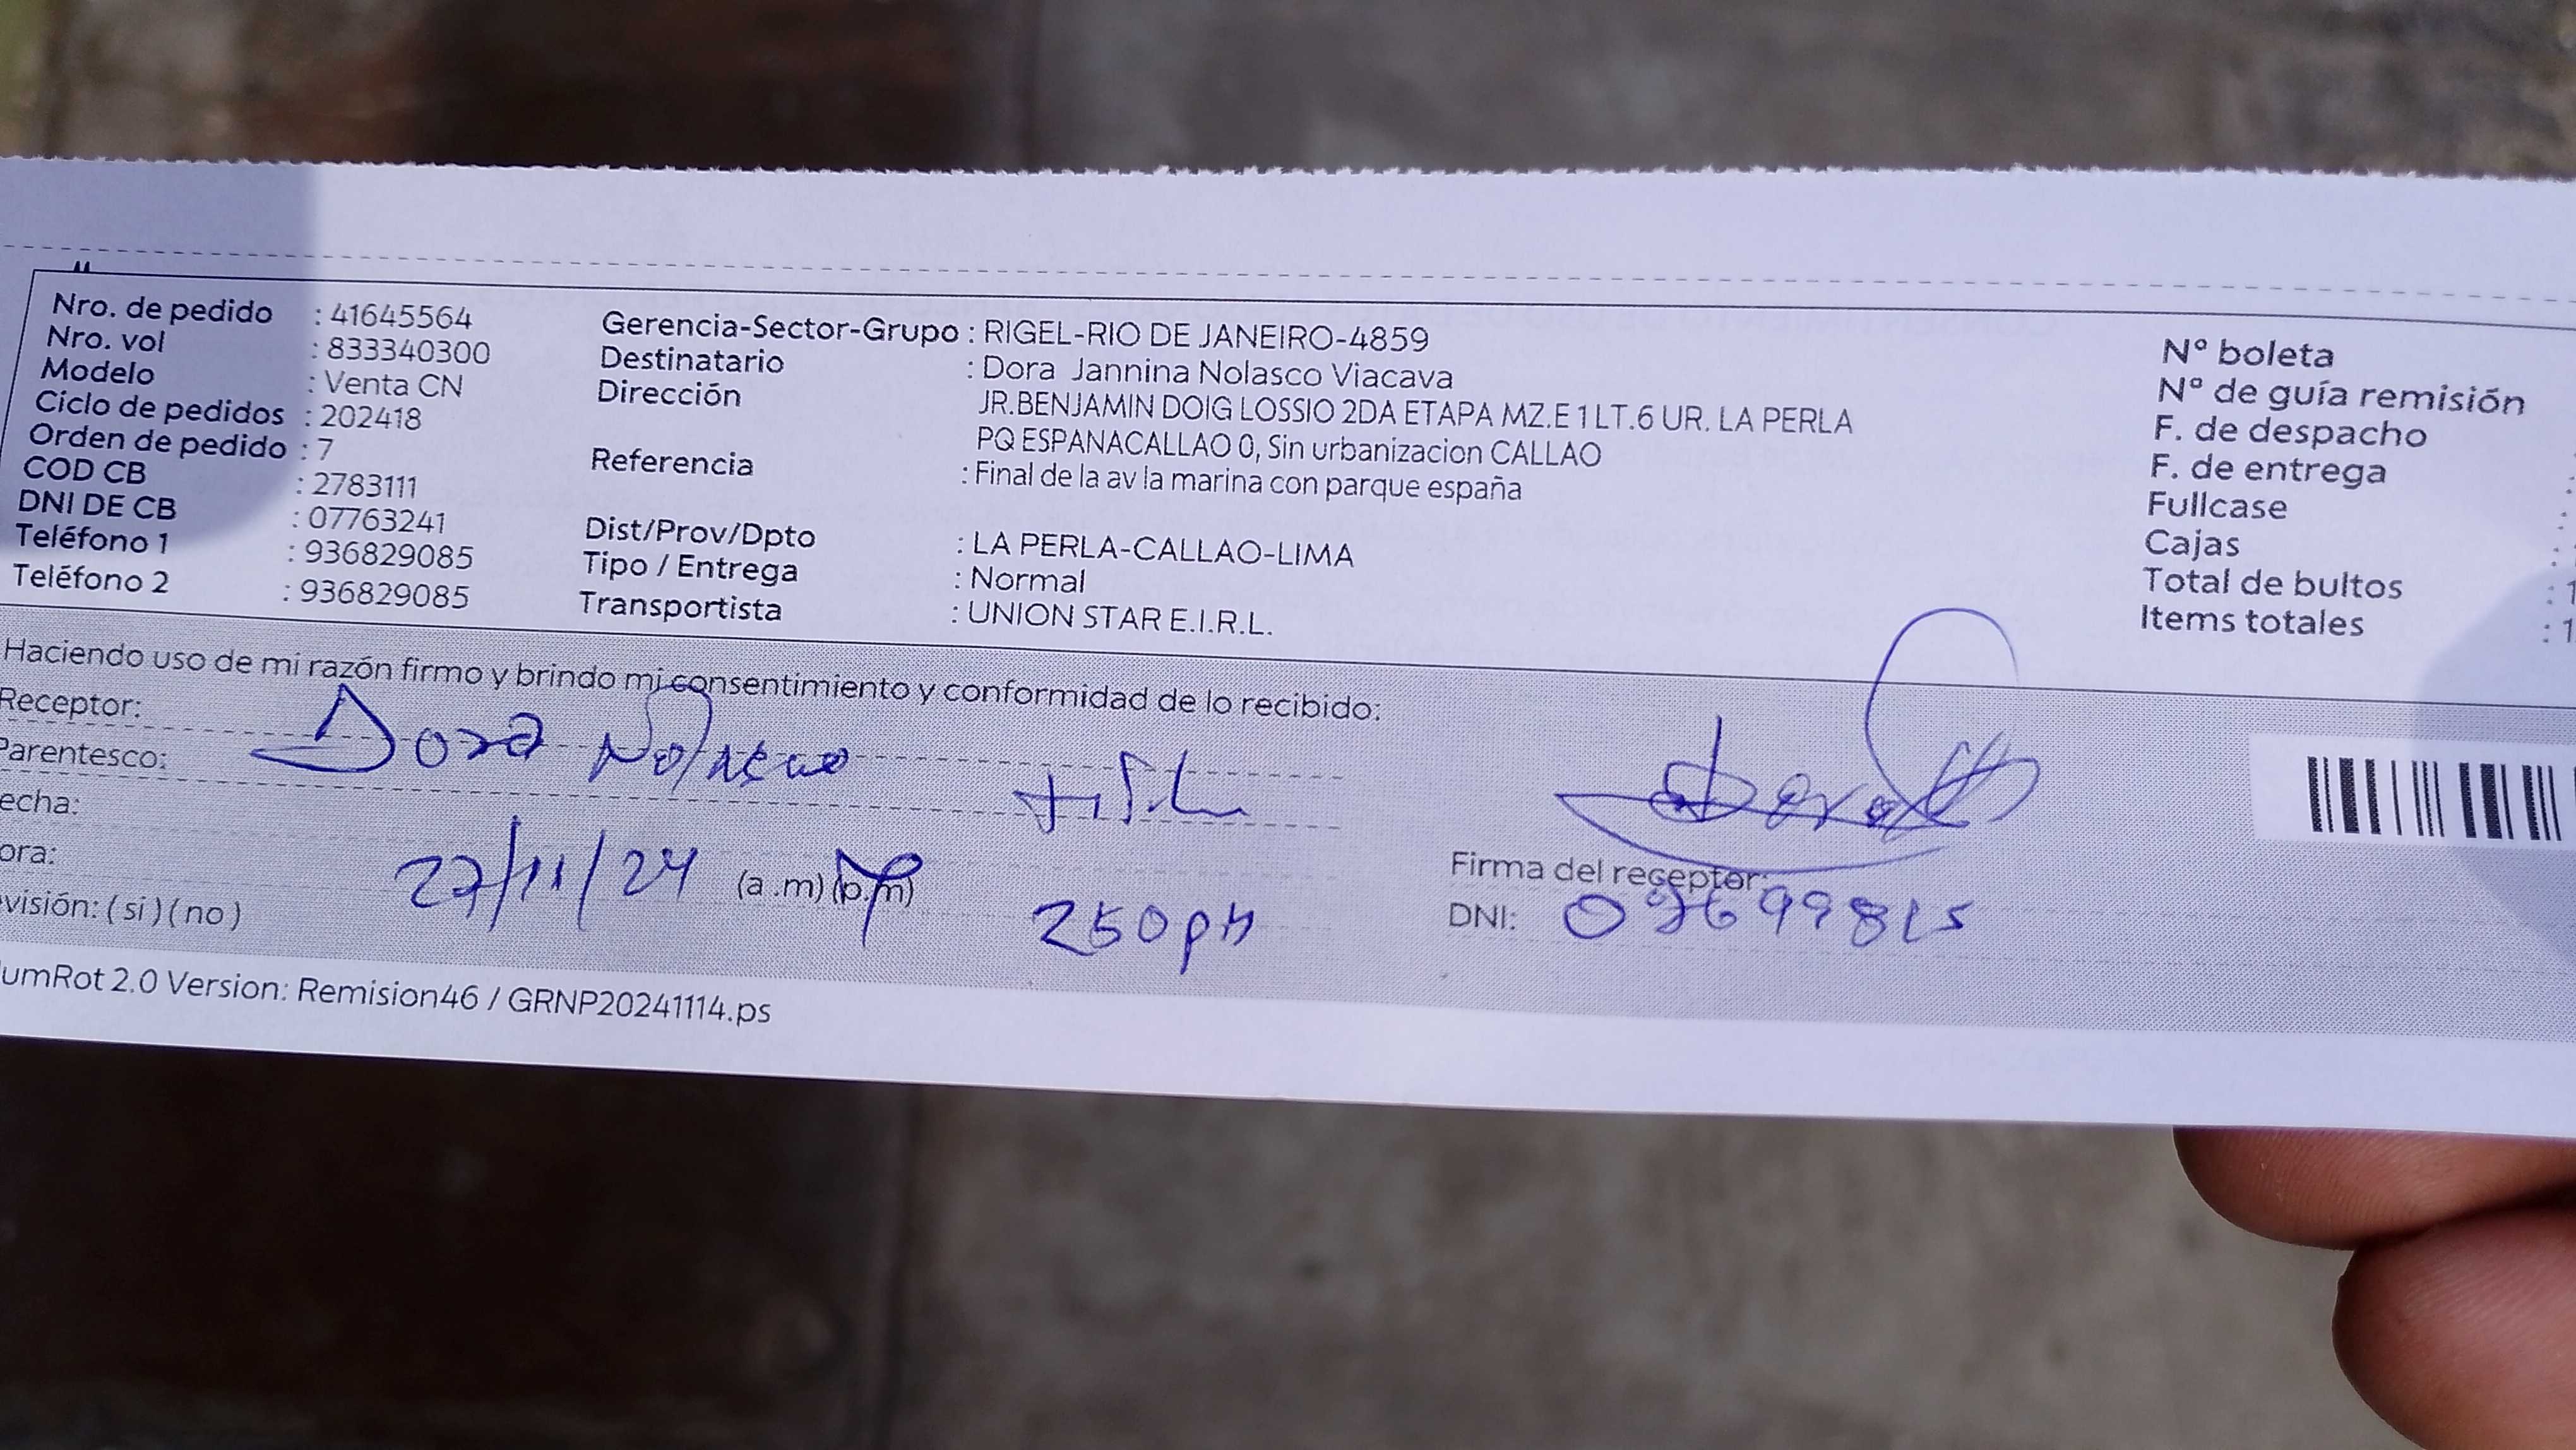 Nro. de pedido : 41645564
Nro. vol : 833340300
Modelo : Venta CN
Ciclo de pedidos : 202418
Orden de pedido : 7
COD CB : 2783111
DNI DE CB : 07763241
Teléfono 1 : 936829085
Teléfono 2 : 936829085
Gerencia-Sector-Grupo : RIGEL-RIO DE JANEIRO-4859
Destinatario : Dora Jannina Nolasco Viacava
Dirección JR.BENJAMIN DOIG LOSSIO 2DA ETAPA MZ.E 1 LT.6 UR. LA PERLA
PQ ESPANACALLAO 0, Sin urbanizacion CALLAO
Referencia : Final de la av la marina con parque españa
Dist/Prov/Dpto : LA PERLA-CALLAO-LIMA
Tipo / Entrega : Normal
Transportista : UNION STAR E.I.R.L.
Nº boleta
Nº de guía remisión
F. de despacho :
F. de entrega :
Fullcase :
Cajas :
Total de bultos : 1
Items totales : 1
Haciendo uso de mi razón firmo y brindo mi consentimiento y conformidad de lo recibido:
Receptor: Dora Nolasco
Parentesco:
echa: 27/11/24
ora: (a .m) (p.m) 250pm
visión: ( si ) ( no )
Firma del receptor:
DNI:
umRot 2.0 Version: Remision46 / GRNP20241114.ps